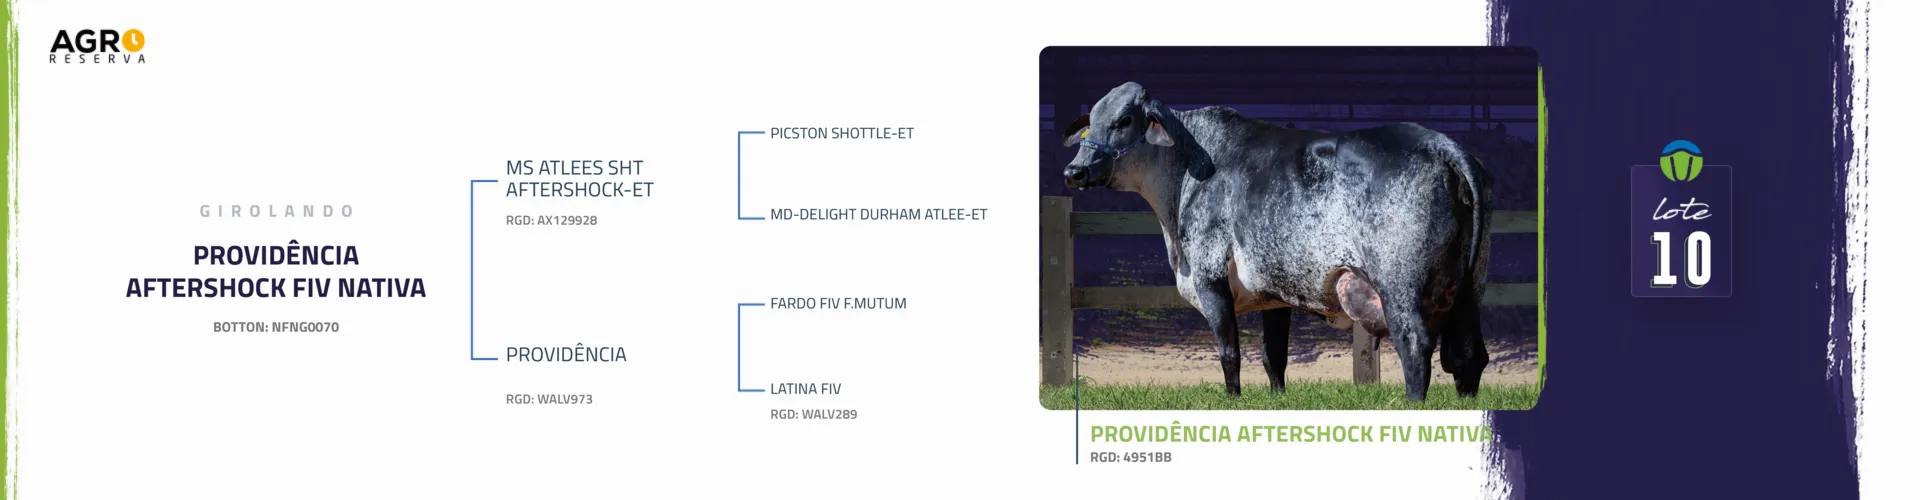 AGRO
RESERVA
GIROLANDO
PROVIDÊNCIA
AFTERSHOCK FIV NATIVA
BOTTON: NFNG0070
MS ATLEES SHT
AFTERSHOCK-ET
RGD: AX129928
PROVIDÊNCIA
RGD: WALV973
PICSTON SHOTTLE-ET
MD-DELIGHT DURHAM ATLEE-ET
FARDO FIV F.MUTUM
LATINA FIV
RGD: WALV289
PROVIDÊNCIA AFTERSHOCK FIV NATIVA
RGD: 4951BB
lote
10